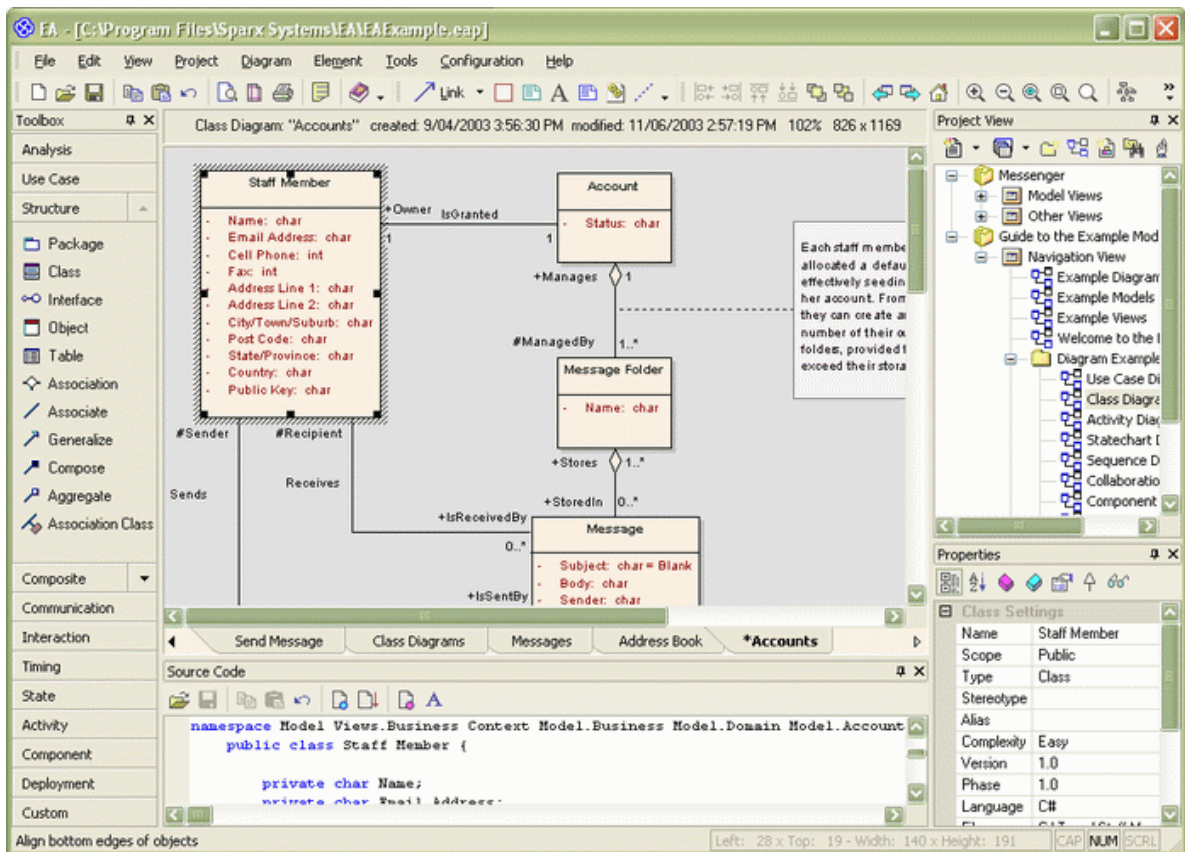 EA - [C:\Program Files\Sparx Systems\EA\EAExample.eap]
File Edit View Project Diagram Element Tools Configuration Help
Link
Toolbox
Analysis
Use Case
Structure
Package
Class
Interface
Object
Table
Association
Associate
Generalize
Compose
Aggregate
Association Class
Composite
Communication
Interaction
Timing
State
Activity
Component
Deployment
Custom
Class Diagram: "Accounts" created: 9/04/2003 3:56:30 PM modified: 11/06/2003 2:57:19 PM 102% 826 x 1169
Staff Member
- Name: char
- Email Address: char
- Cell Phone: int
- Fax: int
- Address Line 1: char
- Address Line 2: char
- City/Town/Suburb: char
- Post Code: char
- State/Province: char
- Country: char
- Public Key: char
+Owner IsGranted
1 1
Account
- Status: char
+Manages 1
#ManagedBy 1..*
Message Folder
- Name: char
+Stores 1..*
+StoredIn 0..*
#Sender #Recipient
Sends
Receives
+IsReceivedBy
0..*
+IsSentBy
Message
- Subject: char = Blank
- Body: char
- Sender: char
Each staff membe
allocated a defau
effectively seedin
her account. From
they can create a
number of their o
foldes, provided
exceed their stora
Send Message Class Diagrams Messages Address Book *Accounts
Source Code
namespace Model Views.Business Context Model.Business Model.Domain Model.Account
public class Staff Member {
private char Name;
private char Email Address;
Project View
Messenger
Model Views
Other Views
Guide to the Example Mod
Navigation View
Example Diagram
Example Models
Example Views
Welcome to the
Diagram Example
Use Case Di
Class Diagra
Activity Diag
Statechart
Sequence D
Collaboratio
Component
Properties
Class Settings
Name Staff Member
Scope Public
Type Class
Stereotype
Alias
Complexity Easy
Version 1.0
Phase 1.0
Language C#
Align bottom edges of objects
Left: 28 x Top: 19 - Width: 140 x Height: 191 CAP NUM SCRL